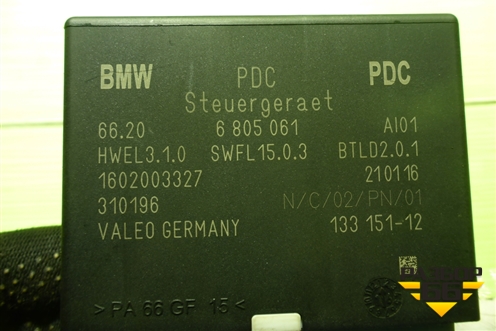 BMW PDC PDC
Steuergeraet
66.20 6 805 061 AI01
HWEL3.1.0 SWFL15.0.3 BTLD2.0.1
1602003327 210116
310196 N/C/02/PN/01
VALEO GERMANY 133 151-12
>PA 66 GF 15<